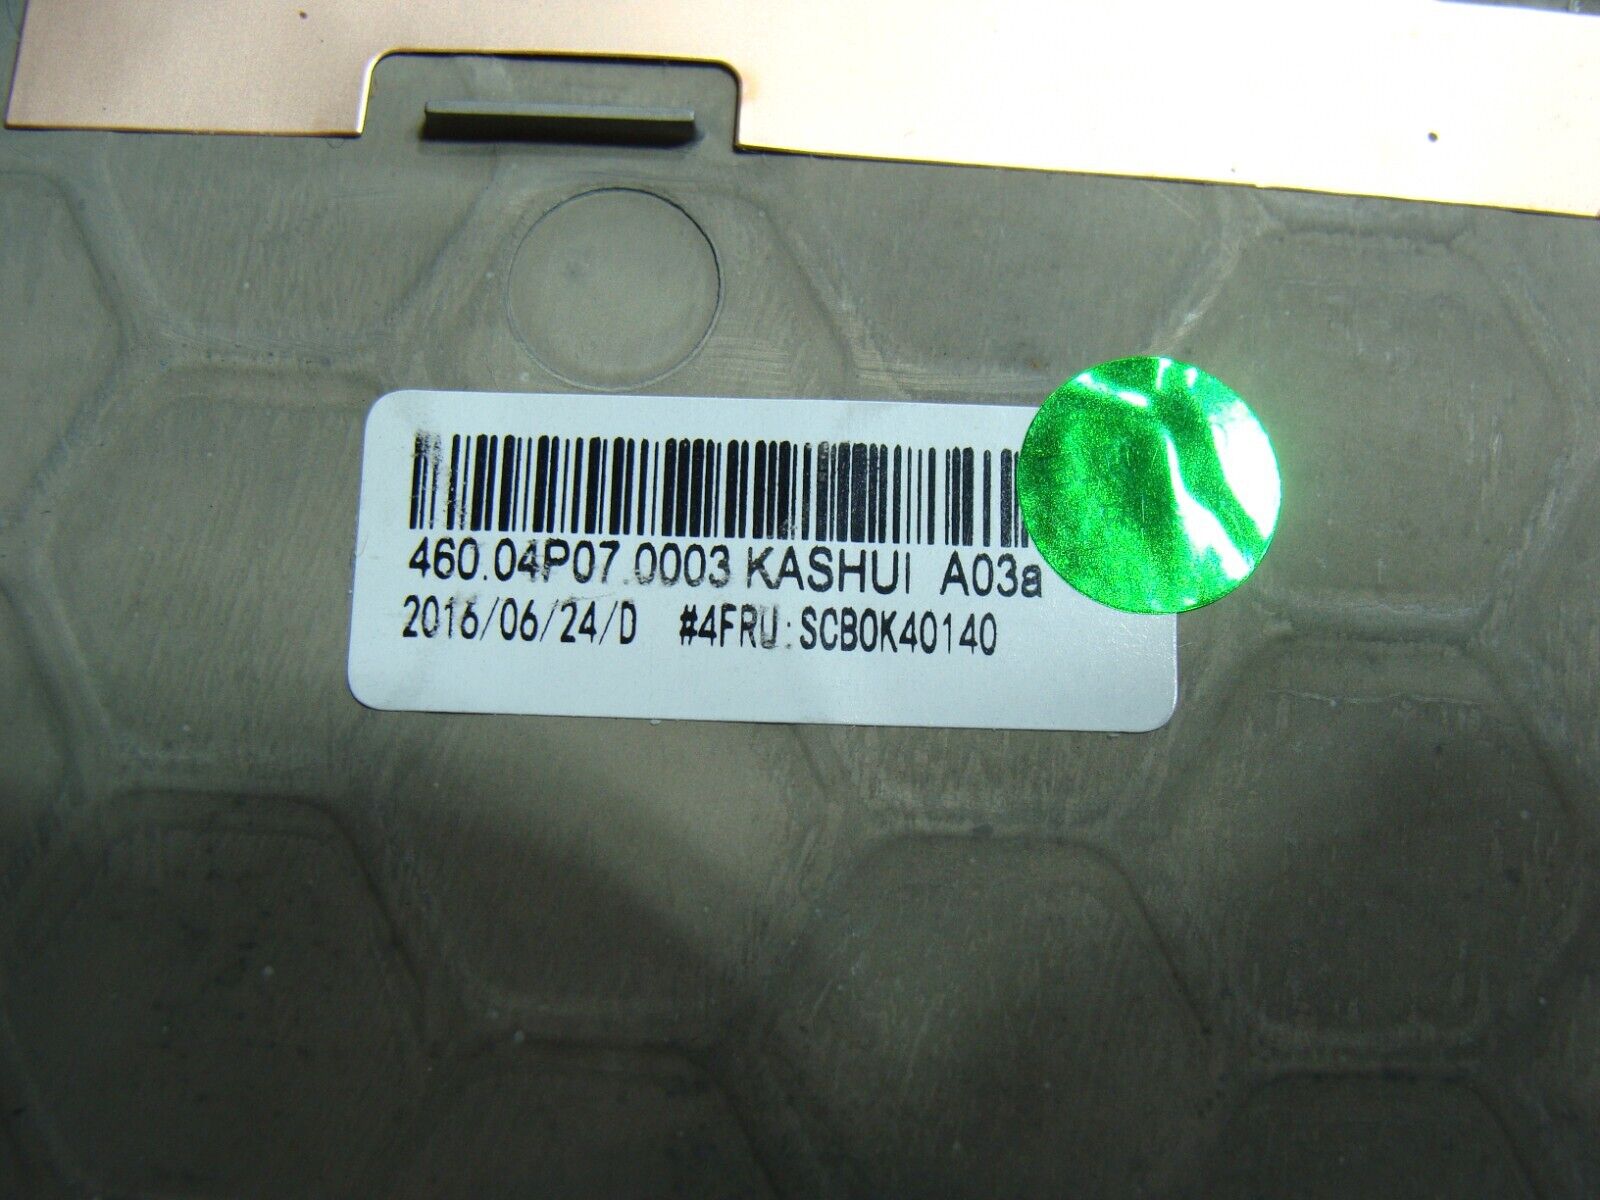 460.04P07.0003 KASHUI A03a
2016/06/24/D #4FRU:SCB0K40140